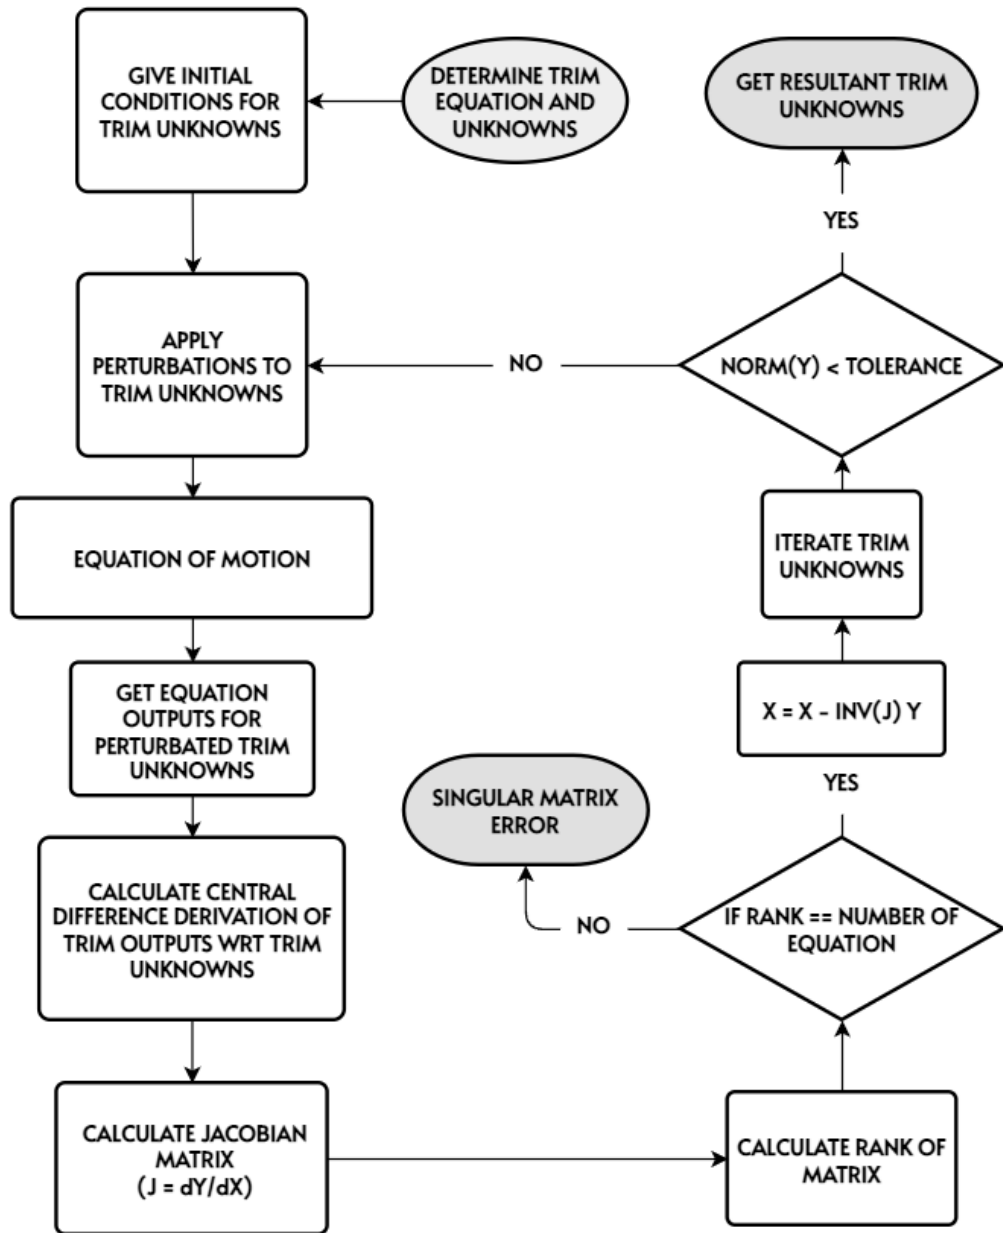 DETERMINE TRIM
EQUATION AND
UNKNOWNS
GIVE INITIAL
CONDITIONS FOR
TRIM UNKNOWNS
APPLY
PERTURBATIONS TO
TRIM UNKNOWNS
EQUATION OF MOTION
GET EQUATION
OUTPUTS FOR
PERTURBATED TRIM
UNKNOWNS
CALCULATE CENTRAL
DIFFERENCE DERIVATION OF
TRIM OUTPUTS WRT TRIM
UNKNOWNS
CALCULATE JACOBIAN
MATRIX
(J = dY/dX)
CALCULATE RANK OF
MATRIX
IF RANK == NUMBER OF
EQUATION
NO
SINGULAR MATRIX
ERROR
YES
X = X - INV(J) Y
ITERATE TRIM
UNKNOWNS
NORM(Y) < TOLERANCE
NO
YES
GET RESULTANT TRIM
UNKNOWNS